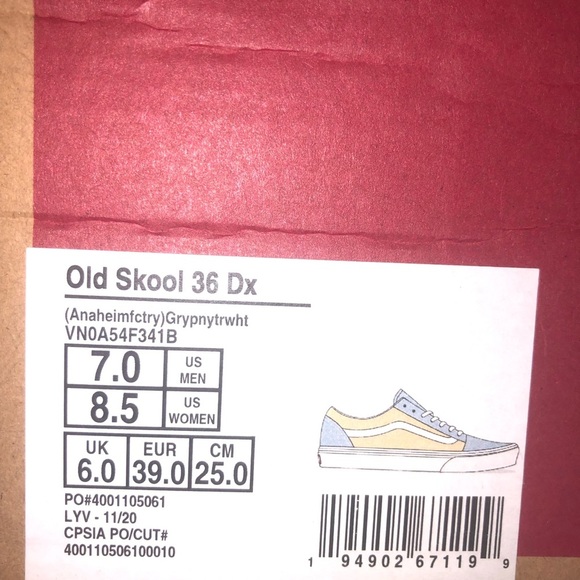 Old Skool 36 Dx
(Anaheimfctry)Grypnytrwht
VN0A54F341B
7.0 US MEN
8.5 US WOMEN
UK EUR CM
6.0 39.0 25.0
PO#4001105061
LYV - 11/20
CPSIA PO/CUT#
400110506100010
1 94902 67119 9